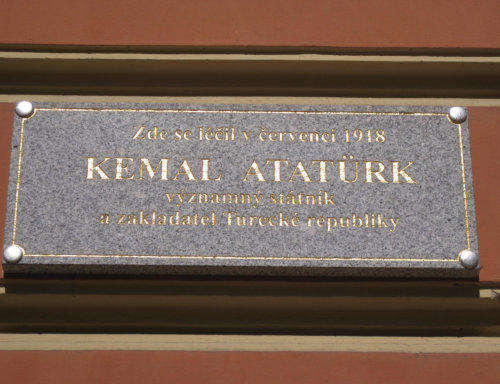 Zde se léčil v červenci 1918
KEMAL ATATÜRK
významný státník
a zakladatel Turecké republiky